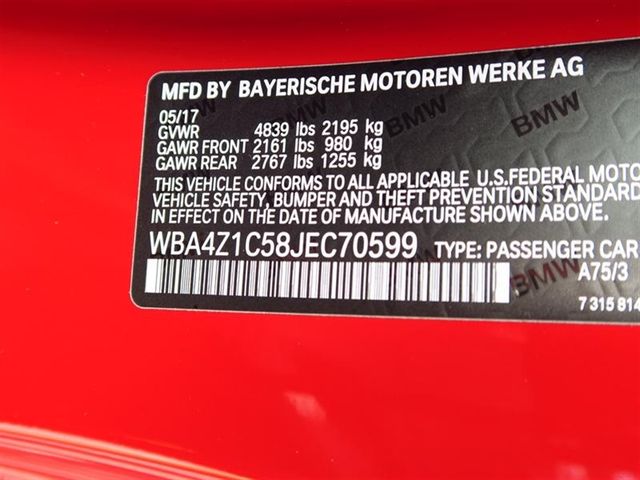 MFD BY BAYERISCHE MOTOREN WERKE AG
05/17
GVWR 4839 lbs 2195 kg
GAWR FRONT 2161 lbs 980 kg
GAWR REAR 2767 lbs 1255 kg
THIS VEHICLE CONFORMS TO ALL APPLICABLE U.S.FEDERAL MOTO
VEHICLE SAFETY, BUMPER AND THEFT PREVENTION STANDARD
IN EFFECT ON THE DATE OF MANUFACTURE SHOWN ABOVE.
WBA4Z1C58JEC70599 TYPE: PASSENGER CAR
A75/3
7 315 814
BMW
BMW
BMW